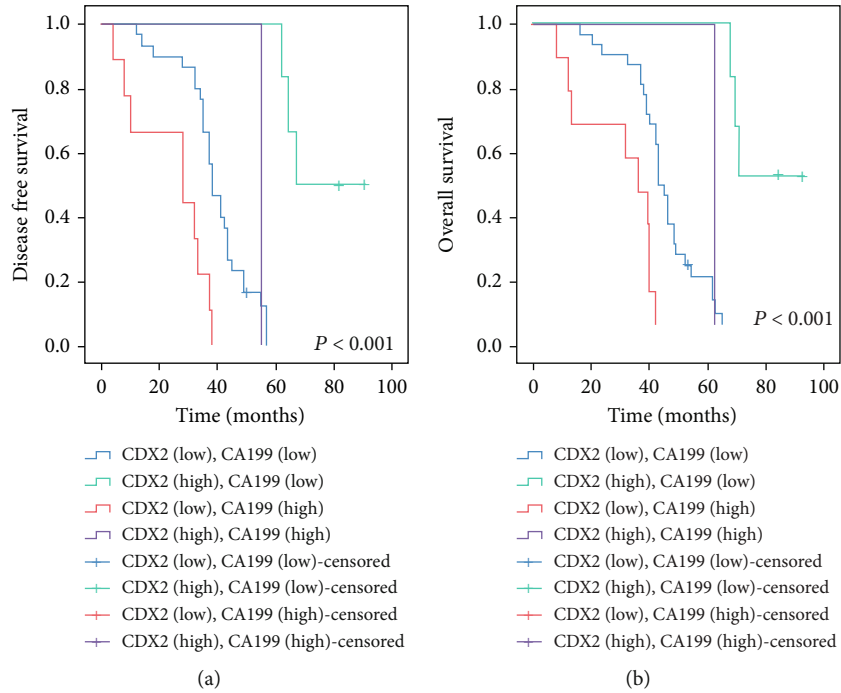 1.0
0.8
0.6
0.4
0.2
0.0
Disease free survival
P < 0.001
0
20
40
60
80
100
Time (months)
CDX2 (low), CA199 (low)
CDX2 (high), CA199 (low)
CDX2 (low), CA199 (high)
CDX2 (high), CA199 (high)
CDX2 (low), CA199 (low)-censored
CDX2 (high), CA199 (low)-censored
CDX2 (low), CA199 (high)-censored
CDX2 (high), CA199 (high)-censored
(a)
1.0
0.8
0.6
0.4
0.2
0.0
Overall survival
P < 0.001
0
20
40
60
80
100
Time (months)
CDX2 (low), CA199 (low)
CDX2 (high), CA199 (low)
CDX2 (low), CA199 (high)
CDX2 (high), CA199 (high)
CDX2 (low), CA199 (low)-censored
CDX2 (high), CA199 (low)-censored
CDX2 (low), CA199 (high)-censored
CDX2 (high), CA199 (high)-censored
(b)